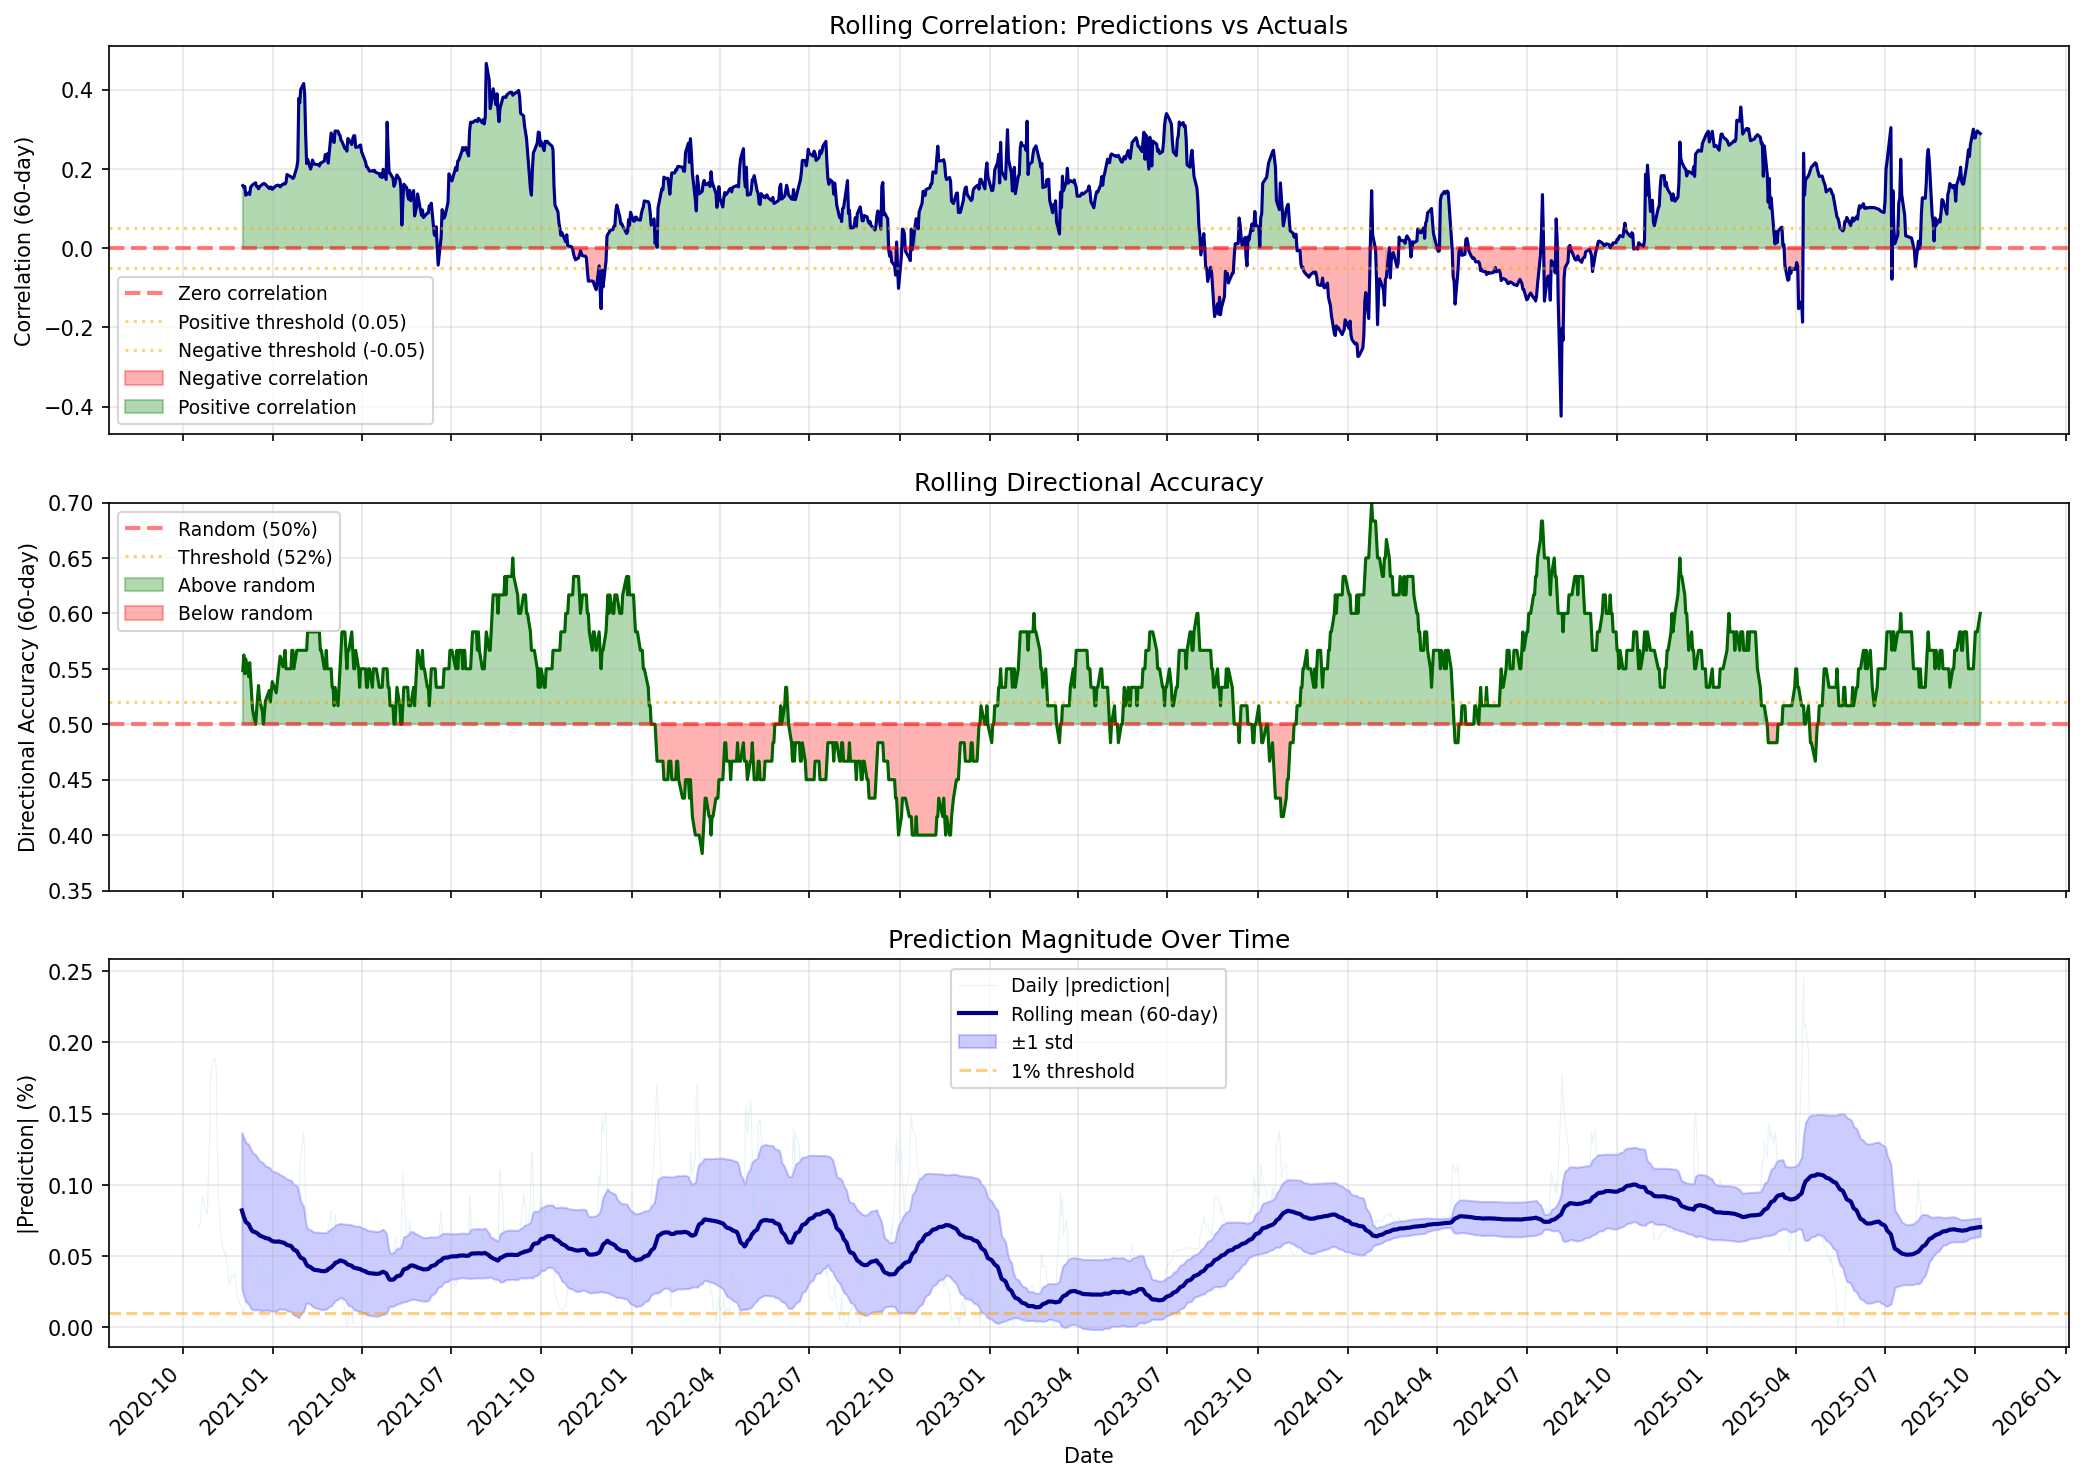 Rolling Correlation: Predictions vs Actuals
Correlation (60-day)
0.4
0.2
0.0
−0.2
−0.4
Zero correlation
Positive threshold (0.05)
Negative threshold (-0.05)
Negative correlation
Positive correlation
Rolling Directional Accuracy
Directional Accuracy (60-day)
0.70
0.65
0.60
0.55
0.50
0.45
0.40
0.35
Random (50%)
Threshold (52%)
Above random
Below random
Prediction Magnitude Over Time
|Prediction| (%)
0.25
0.20
0.15
0.10
0.05
0.00
Daily |prediction|
Rolling mean (60-day)
±1 std
1% threshold
2020-10
2021-01
2021-04
2021-07
2021-10
2022-01
2022-04
2022-07
2022-10
2023-01
2023-04
2023-07
2023-10
2024-01
2024-04
2024-07
2024-10
2025-01
2025-04
2025-07
2025-10
2026-01
Date